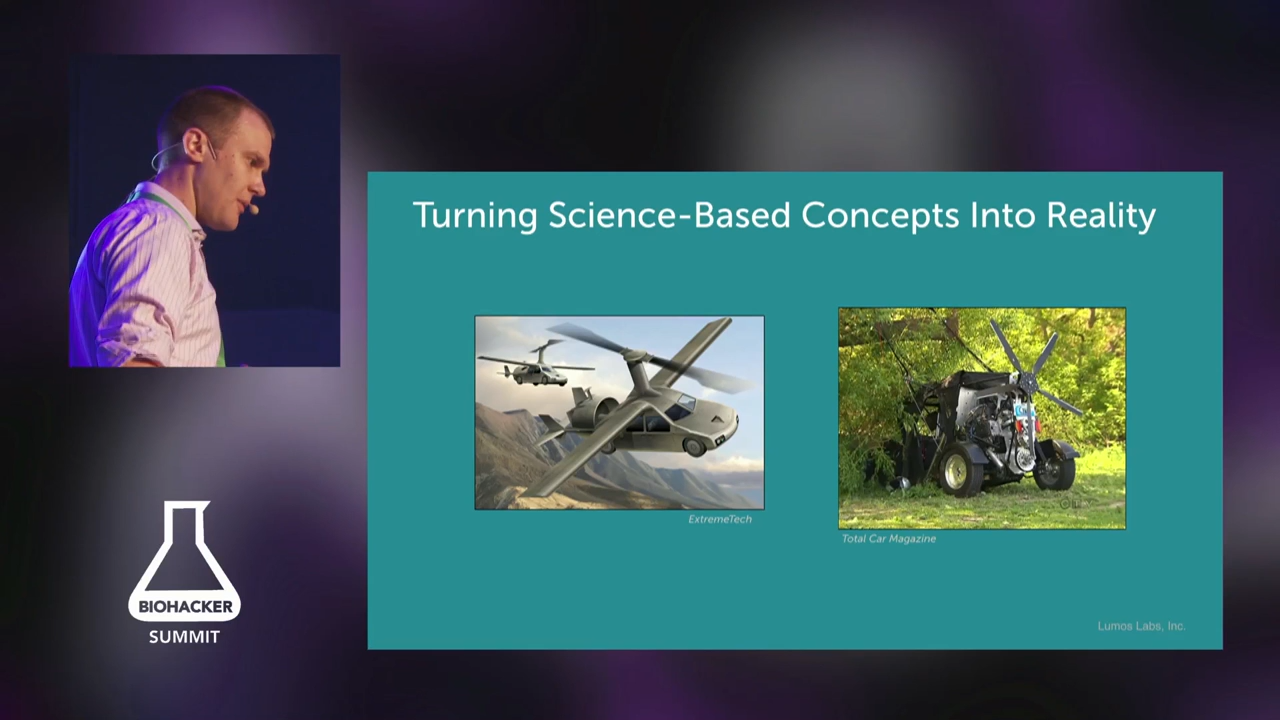 Turning Science-Based Concepts Into Reality
ExtremeTech
Total Car Magazine
Lumos Labs, Inc.
BIOHACKER
SUMMIT